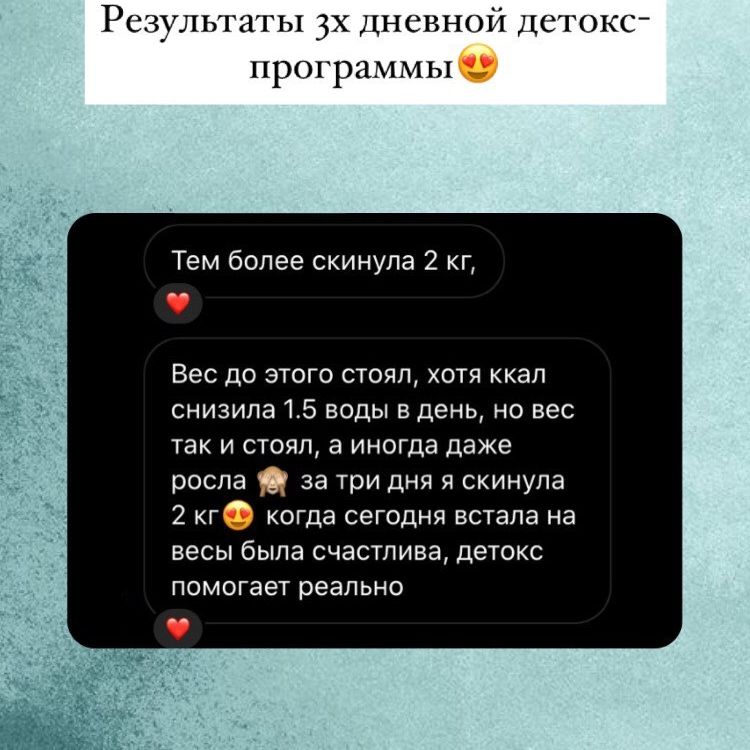 Результаты 3х дневной детокс-
программы😍
Тем более скинула 2 кг,
Вес до этого стоял, хотя ккал
снизила 1.5 воды в день, но вес
так и стоял, а иногда даже
росла 🙈 за три дня я скинула
2 кг😍 когда сегодня встала на
весы была счастлива, детокс
помогает реально